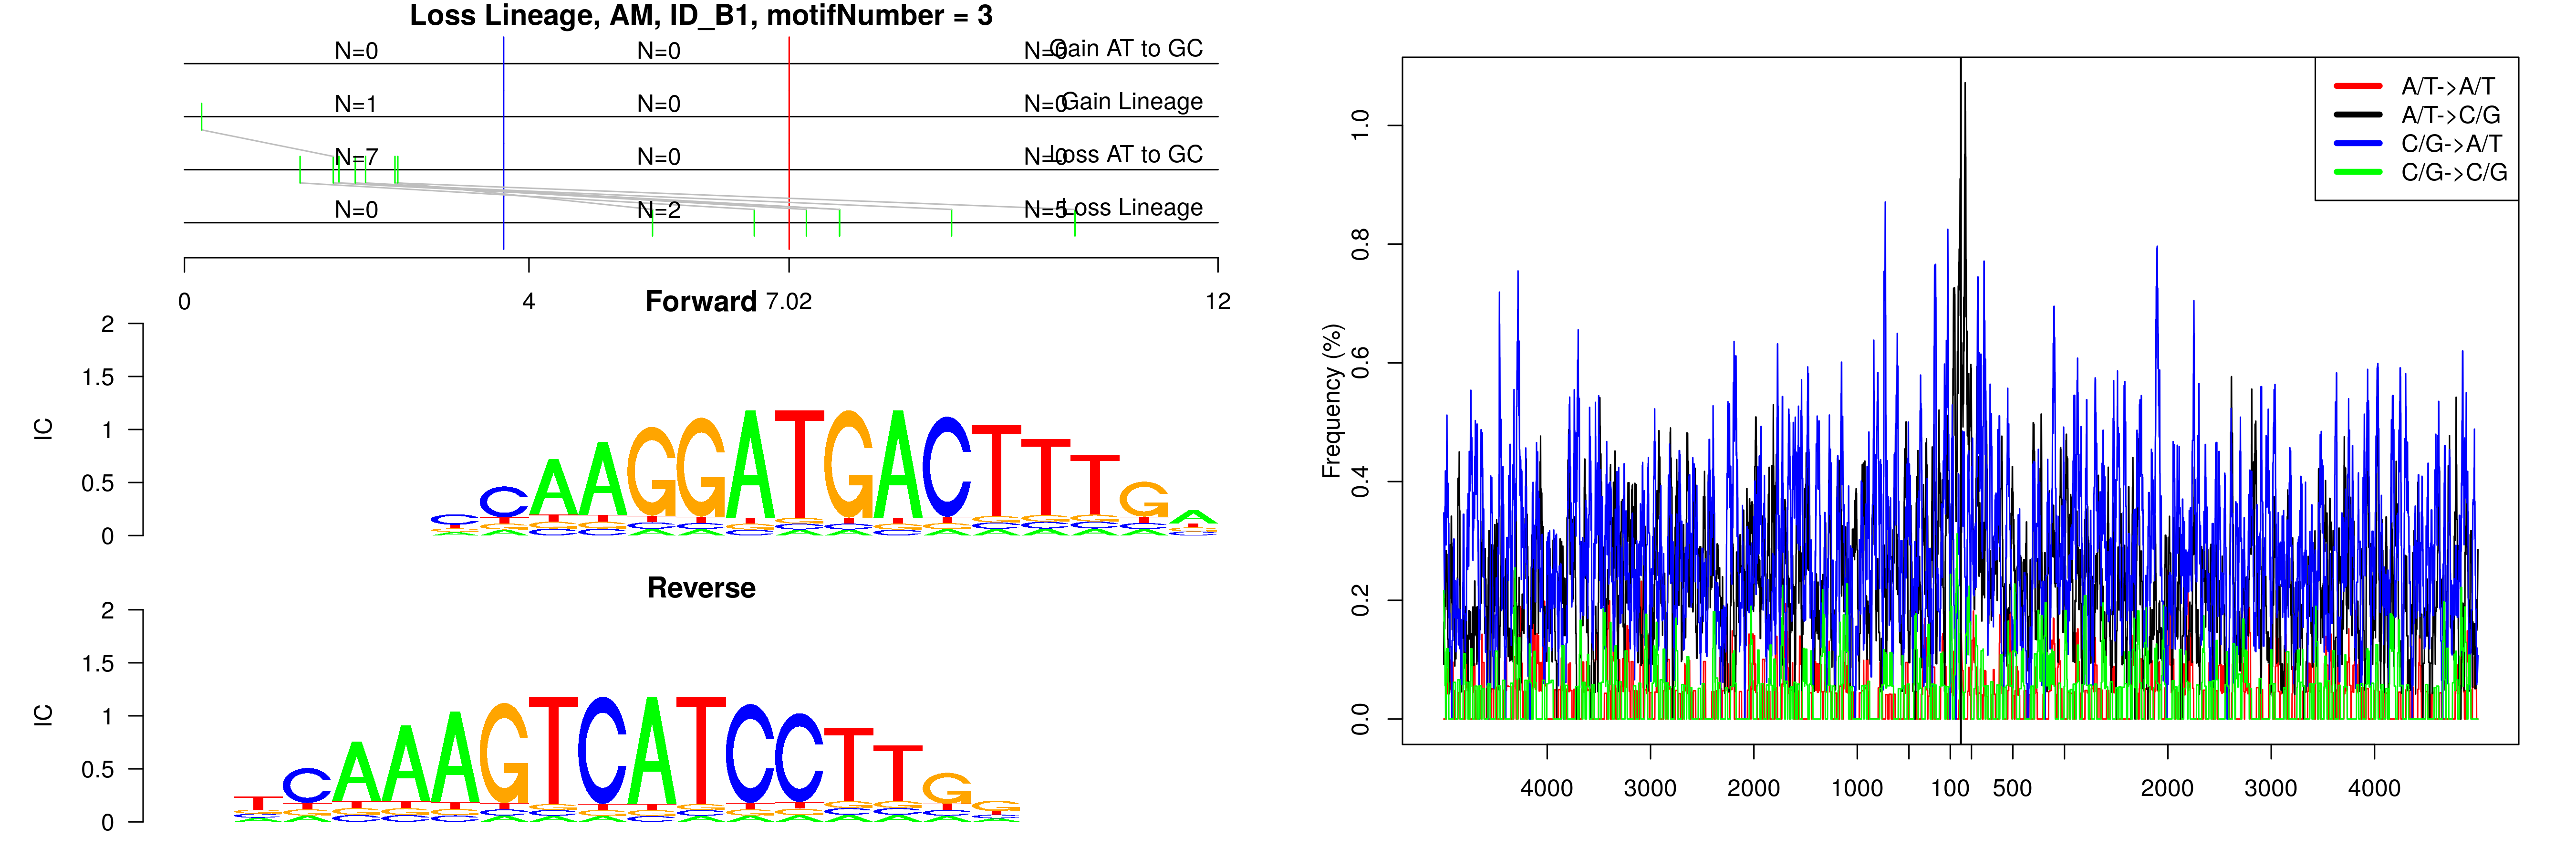 Loss Lineage, AM, ID_B1, motifNumber = 3
N=0 N=0 N=0 Gain AT to GC
N=1 N=0 N=0 Gain Lineage
N=7 N=0 N=0 Loss AT to GC
N=0 N=2 N=5 Loss Lineage
0 4 7.02 12
Forward
2
1.5
1
0.5
0
IC
CAAGGATGACTTTGA
Reverse
2
1.5
1
0.5
0
IC
TCAAAGTCATCCTTGG
A/T->A/T
A/T->C/G
C/G->A/T
C/G->C/G
Frequency (%)
1.0
0.8
0.6
0.4
0.2
0.0
4000 3000 2000 1000 100 500 2000 3000 4000